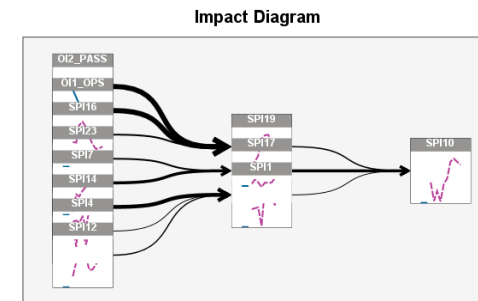 Impact Diagram
OI2_PASS
OI1_OPS
SPI16
SPI23
SPI7
SPI14
SPI4
SPI12
SPI19
SPI17
SPI1
SPI10